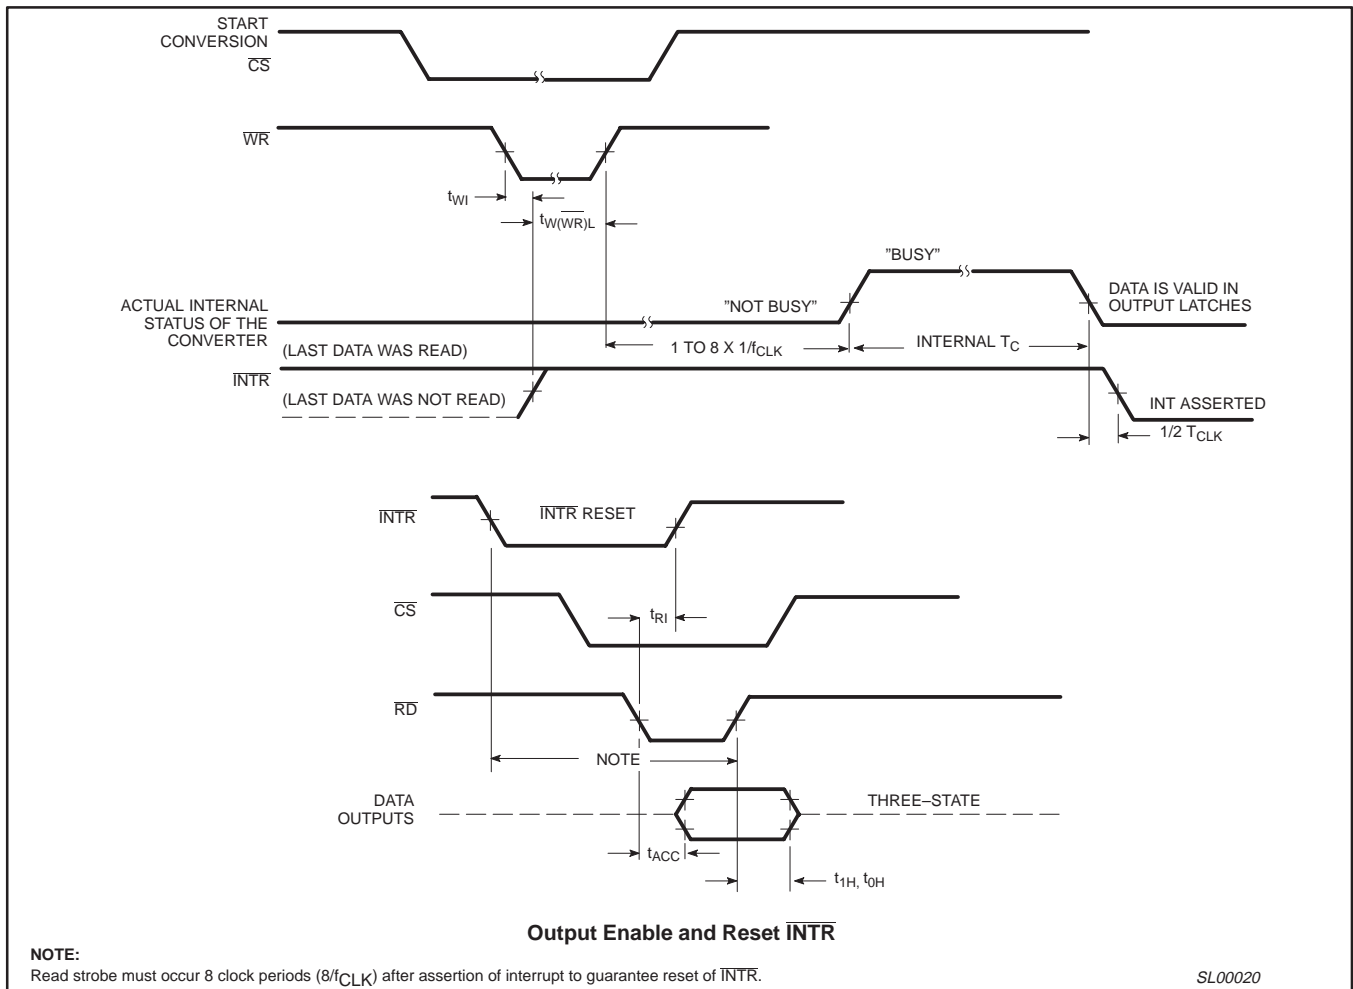 START
CONVERSION
CS
WR
tWI
tW(WR)L
"BUSY"
ACTUAL INTERNAL
STATUS OF THE
CONVERTER
"NOT BUSY"
DATA IS VALID IN
OUTPUT LATCHES
(LAST DATA WAS READ)
1 TO 8 X 1/fCLK
INTERNAL TC
INTR
(LAST DATA WAS NOT READ)
INT ASSERTED
1/2 TCLK
INTR
INTR RESET
CS
tRI
RD
NOTE
DATA
OUTPUTS
THREE–STATE
tACC
t1H, t0H
Output Enable and Reset INTR
NOTE:
Read strobe must occur 8 clock periods (8/fCLK) after assertion of interrupt to guarantee reset of INTR.
SL00020